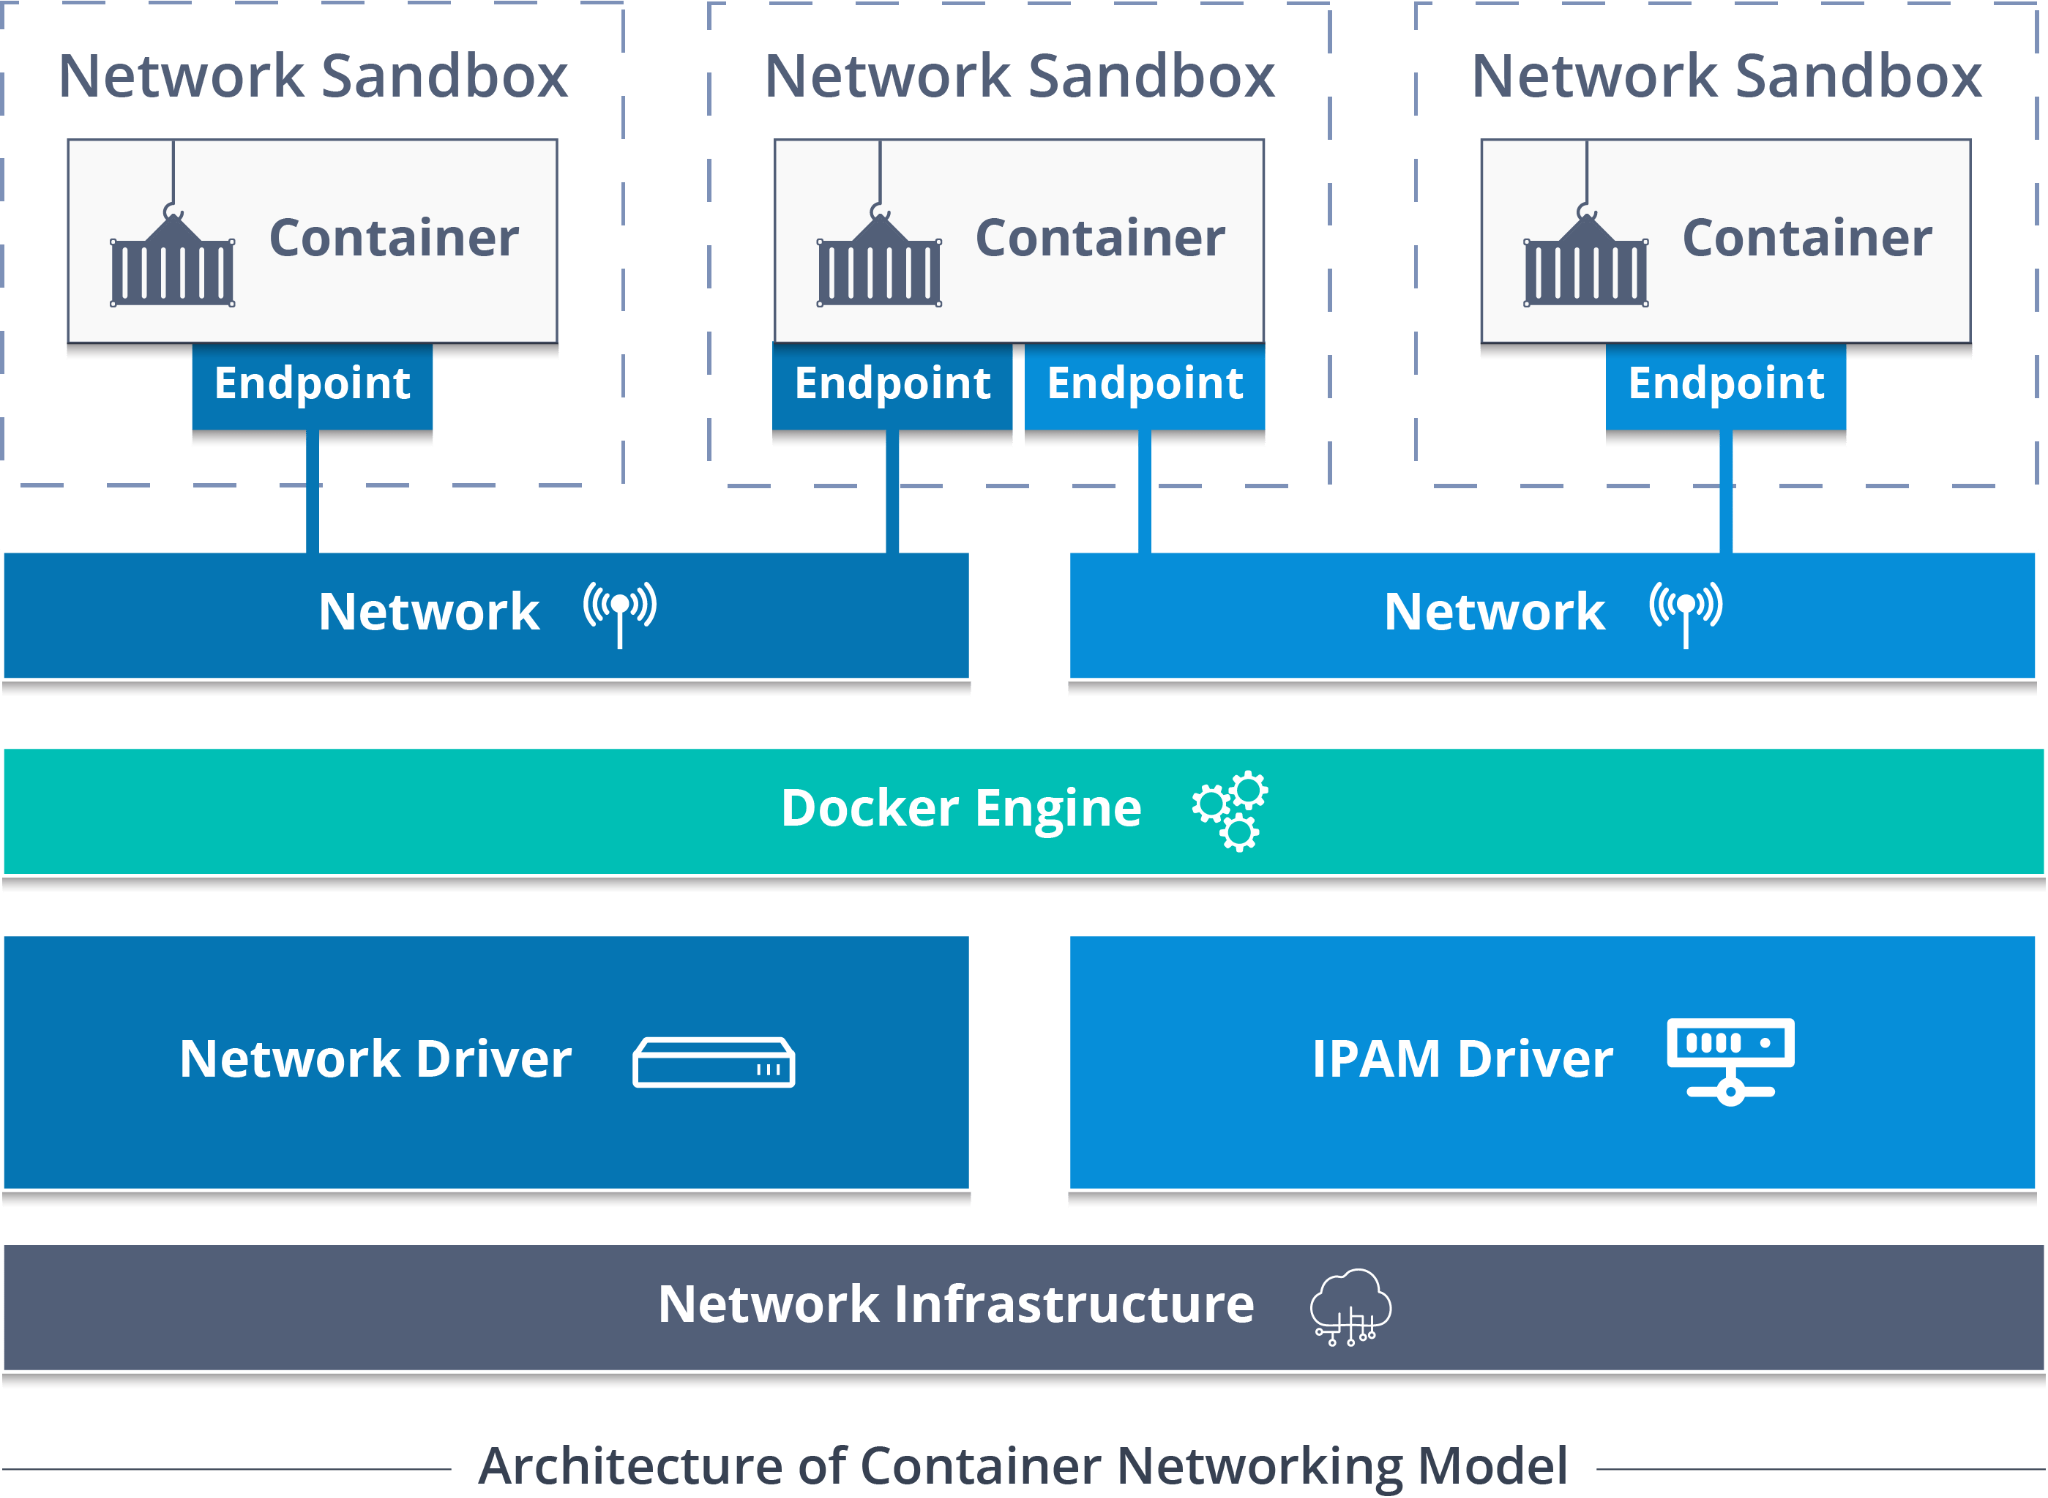 Network Sandbox
Network Sandbox
Network Sandbox
Container
Container
Container
Endpoint
Endpoint
Endpoint
Endpoint
Network
Network
Docker Engine
Network Driver
IPAM Driver
Network Infrastructure
Architecture of Container Networking Model